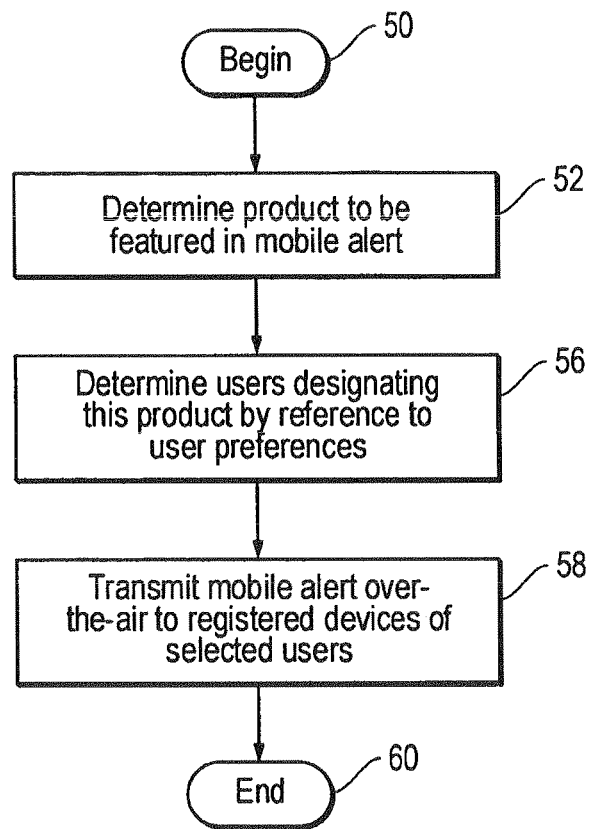 Begin
50
Determine product to be
featured in mobile alert
52
Determine users designating
this product by reference to
user preferences
56
Transmit mobile alert over-
the-air to registered devices of
selected users
58
End
60